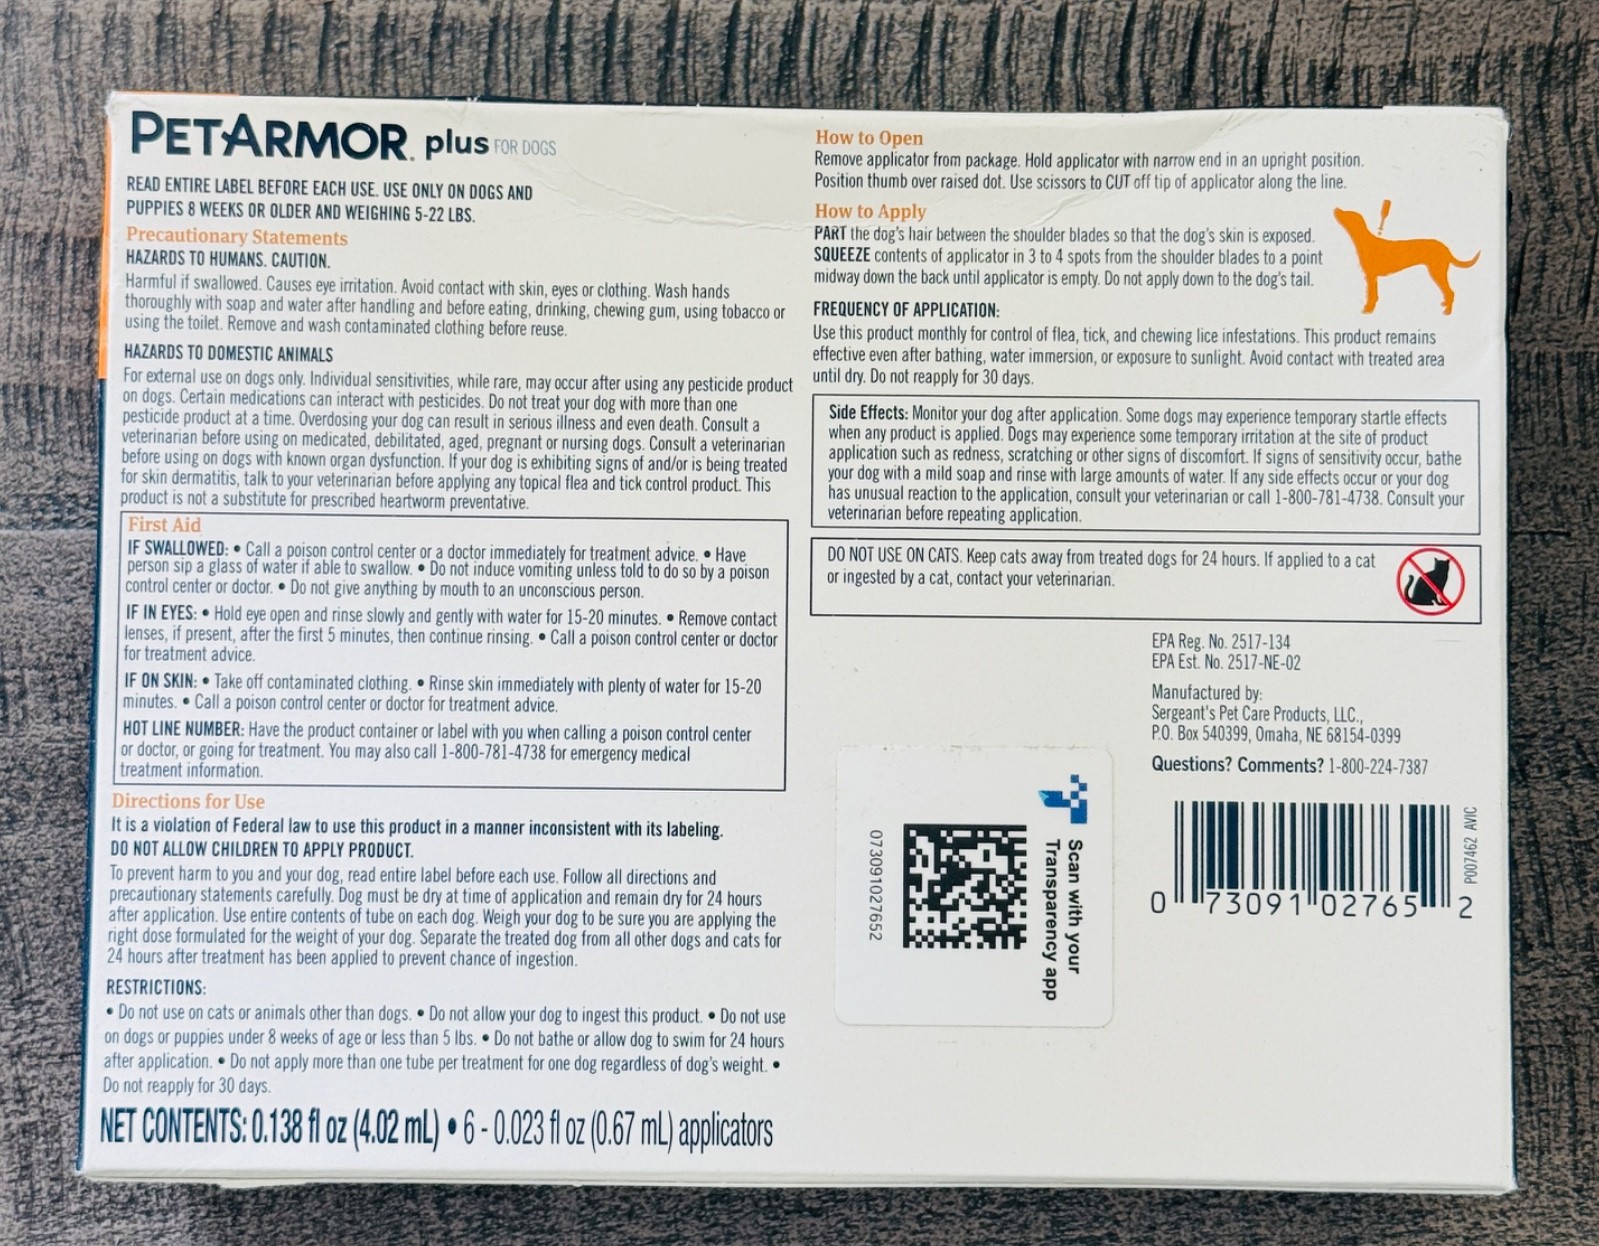 PETARMOR. plus FOR DOGS
READ ENTIRE LABEL BEFORE EACH USE. USE ONLY ON DOGS AND
PUPPIES 8 WEEKS OR OLDER AND WEIGHING 5-22 LBS.
Precautionary Statements
HAZARDS TO HUMANS. CAUTION.
Harmful if swallowed. Causes eye irritation. Avoid contact with skin, eyes or clothing. Wash hands
thoroughly with soap and water after handling and before eating, drinking, chewing gum, using tobacco or
using the toilet. Remove and wash contaminated clothing before reuse.
HAZARDS TO DOMESTIC ANIMALS
For external use on dogs only. Individual sensitivities, while rare, may occur after using any pesticide product
on dogs. Certain medications can interact with pesticides. Do not treat your dog with more than one
pesticide product at a time. Overdosing your dog can result in serious illness and even death. Consult a
veterinarian before using on medicated, debilitated, aged, pregnant or nursing dogs. Consult a veterinarian
before using on dogs with known organ dysfunction. If your dog is exhibiting signs of and/or is being treated
for skin dermatitis, talk to your veterinarian before applying any topical flea and tick control product. This
product is not a substitute for prescribed heartworm preventative.
First Aid
IF SWALLOWED: • Call a poison control center or a doctor immediately for treatment advice. • Have
person sip a glass of water if able to swallow. • Do not induce vomiting unless told to do so by a poison
control center or doctor. • Do not give anything by mouth to an unconscious person.
IF IN EYES: • Hold eye open and rinse slowly and gently with water for 15-20 minutes. • Remove contact
lenses, if present, after the first 5 minutes, then continue rinsing. • Call a poison control center or doctor
for treatment advice.
IF ON SKIN: • Take off contaminated clothing. • Rinse skin immediately with plenty of water for 15-20
minutes. • Call a poison control center or doctor for treatment advice.
HOT LINE NUMBER: Have the product container or label with you when calling a poison control center
or doctor, or going for treatment. You may also call 1-800-781-4738 for emergency medical
treatment information.
Directions for Use
It is a violation of Federal law to use this product in a manner inconsistent with its labeling.
DO NOT ALLOW CHILDREN TO APPLY PRODUCT.
To prevent harm to you and your dog, read entire label before each use. Follow all directions and
precautionary statements carefully. Dog must be dry at time of application and remain dry for 24 hours
after application. Use entire contents of tube on each dog. Weigh your dog to be sure you are applying the
right dose formulated for the weight of your dog. Separate the treated dog from all other dogs and cats for
24 hours after treatment has been applied to prevent chance of ingestion.
RESTRICTIONS:
• Do not use on cats or animals other than dogs. • Do not allow your dog to ingest this product. • Do not use
on dogs or puppies under 8 weeks of age or less than 5 lbs. • Do not bathe or allow dog to swim for 24 hours
after application. • Do not apply more than one tube per treatment for one dog regardless of dog's weight. •
Do not reapply for 30 days.
NET CONTENTS: 0.138 fl oz (4.02 mL) • 6 - 0.023 fl oz (0.67 mL) applicators
How to Open
Remove applicator from package. Hold applicator with narrow end in an upright position.
Position thumb over raised dot. Use scissors to CUT off tip of applicator along the line.
How to Apply
PART the dog's hair between the shoulder blades so that the dog's skin is exposed.
SQUEEZE contents of applicator in 3 to 4 spots from the shoulder blades to a point
midway down the back until applicator is empty. Do not apply down to the dog's tail.
FREQUENCY OF APPLICATION:
Use this product monthly for control of flea, tick, and chewing lice infestations. This product remains
effective even after bathing, water immersion, or exposure to sunlight. Avoid contact with treated area
until dry. Do not reapply for 30 days.
Side Effects: Monitor your dog after application. Some dogs may experience temporary startle effects
when any product is applied. Dogs may experience some temporary irritation at the site of product
application such as redness, scratching or other signs of discomfort. If signs of sensitivity occur, bathe
your dog with a mild soap and rinse with large amounts of water. If any side effects occur or your dog
has unusual reaction to the application, consult your veterinarian or call 1-800-781-4738. Consult your
veterinarian before repeating application.
DO NOT USE ON CATS. Keep cats away from treated dogs for 24 hours. If applied to a cat
or ingested by a cat, contact your veterinarian.
EPA Reg. No. 2517-134
EPA Est. No. 2517-NE-02
Manufactured by:
Sergeant's Pet Care Products, LLC.,
P.O. Box 540399, Omaha, NE 68154-0399
Questions? Comments? 1-800-224-7387
Scan with your
Transparency app
073091027652
P007462 AVIC
0 73091 02765 2